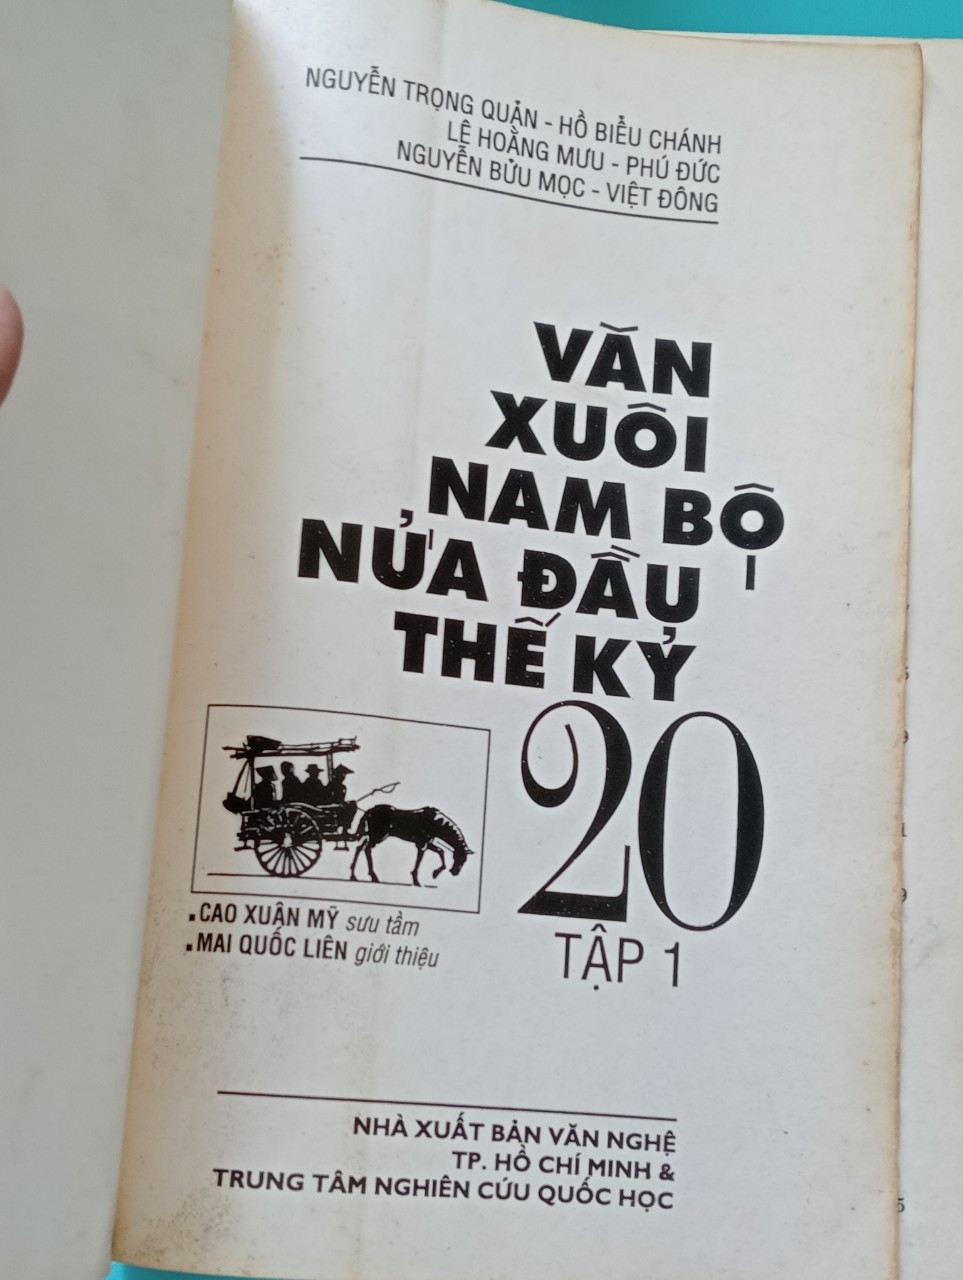 NGUYỄN TRỌNG QUẢN - HỒ BIỂU CHÁNH
LÊ HOẰNG MƯU - PHÚ ĐỨC
NGUYỄN BỬU MỌC - VIỆT ĐÔNG
VĂN
XUÔI
NAM BỘ
NỬA ĐẦU
THẾ KỶ
20
TẬP 1
CAO XUÂN MỸ sưu tầm
MAI QUỐC LIÊN giới thiệu
NHÀ XUẤT BẢN VĂN NGHỆ
TP. HỒ CHÍ MINH &
TRUNG TÂM NGHIÊN CỨU QUỐC HỌC